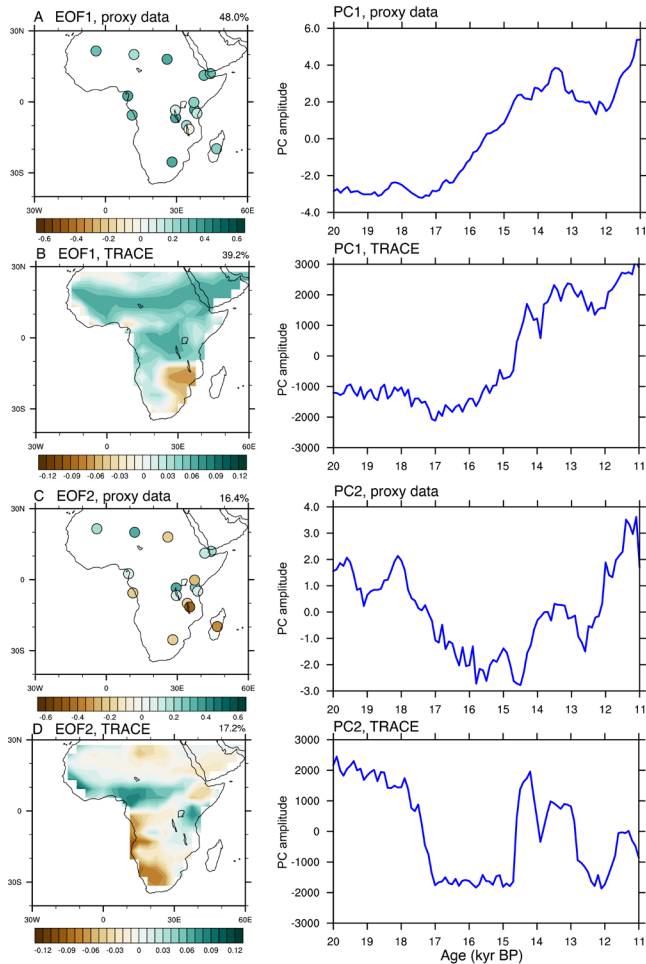 A EOF1, proxy data 48.0%
30N
0
30S
30W 0 30E 60E
-0.6 -0.4 -0.2 0 0.2 0.4 0.6
PC1, proxy data
PC amplitude
6.0
4.0
2.0
0.0
-2.0
-4.0
20 19 18 17 16 15 14 13 12 11
B EOF1, TRACE 39.2%
30N
0
30S
30W 0 30E 60E
-0.12 -0.09 -0.06 -0.03 0 0.03 0.06 0.09 0.12
PC1, TRACE
PC amplitude
3000
2000
1000
0
-1000
-2000
-3000
20 19 18 17 16 15 14 13 12 11
C EOF2, proxy data 16.4%
30N
0
30S
30W 0 30E 60E
-0.6 -0.4 -0.2 0 0.2 0.4 0.6
PC2, proxy data
PC amplitude
4.0
3.0
2.0
1.0
0.0
-1.0
-2.0
-3.0
20 19 18 17 16 15 14 13 12 11
D EOF2, TRACE 17.2%
30N
0
30S
30W 0 30E 60E
-0.12 -0.09 -0.06 -0.03 0 0.03 0.06 0.09 0.12
PC2, TRACE
PC amplitude
3000
2000
1000
0
-1000
-2000
-3000
20 19 18 17 16 15 14 13 12 11
Age (kyr BP)